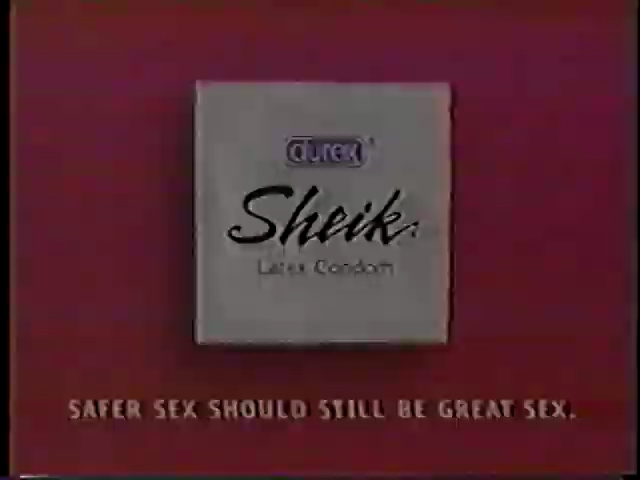 durex
Sheik
Latex Condom
SAFER SEX SHOULD STILL BE GREAT SEX.